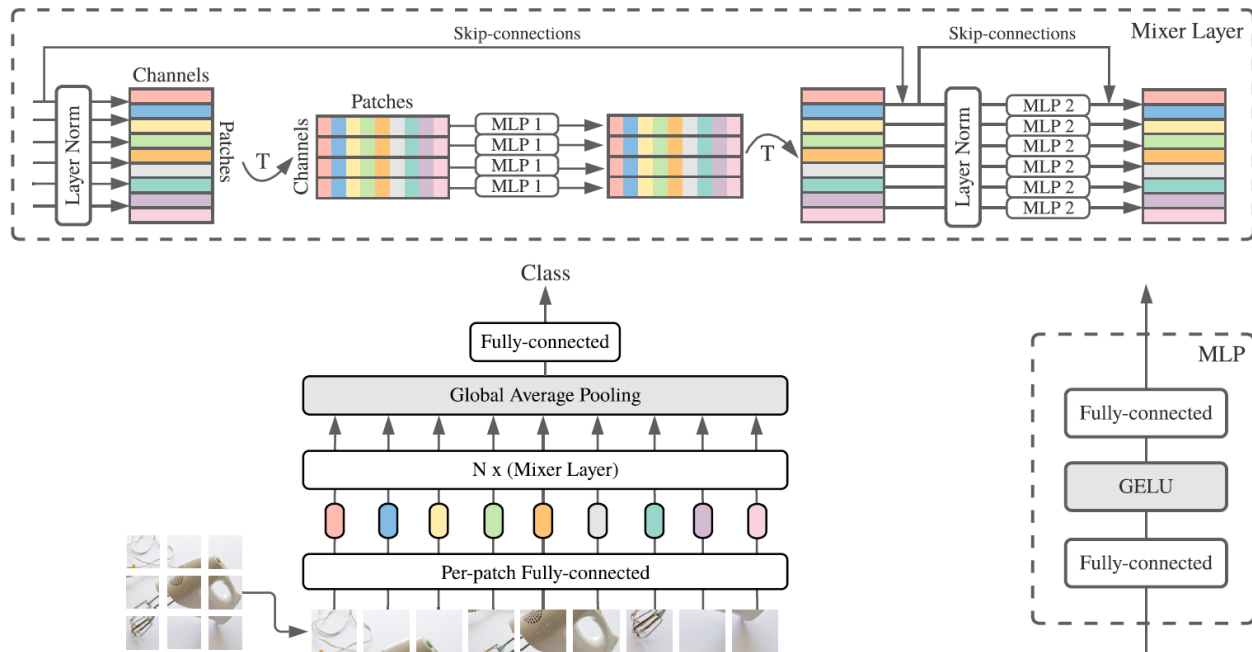 Skip-connections
Skip-connections
Mixer Layer
Channels
Layer Norm
Patches
T
Patches
Channels
MLP 1
MLP 1
MLP 1
MLP 1
T
Layer Norm
MLP 2
MLP 2
MLP 2
MLP 2
MLP 2
MLP 2
MLP 2
Class
Fully-connected
Global Average Pooling
N x (Mixer Layer)
Per-patch Fully-connected
MLP
Fully-connected
GELU
Fully-connected